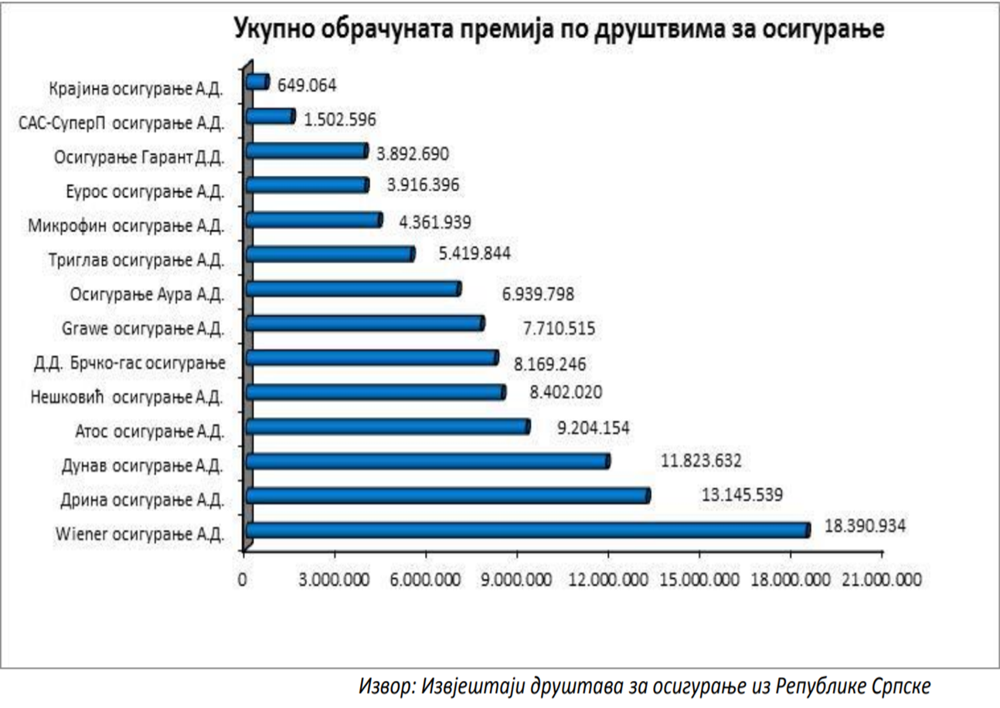 Укупно обрачуната премија по друштвима за осигурање
Крајина осигурање А.Д. 649.064
САС-СуперП осигурање А.Д. 1.502.596
Осигурање Гарант Д.Д. 3.892.690
Еурос осигурање А.Д. 3.916.396
Микрофин осигурање А.Д. 4.361.939
Триглав осигурање А.Д. 5.419.844
Осигурање Аура А.Д. 6.939.798
Grawe осигурање А.Д. 7.710.515
Д.Д. Брчко-гас осигурање 8.169.246
Нешковић осигурање А.Д. 8.402.020
Атос осигурање А.Д. 9.204.154
Дунав осигурање А.Д. 11.823.632
Дрина осигурање А.Д. 13.145.539
Wiener осигурање А.Д. 18.390.934
0 3.000.000 6.000.000 9.000.000 12.000.000 15.000.000 18.000.000 21.000.000
Извор: Извјештаји друштава за осигурање из Републике Српске